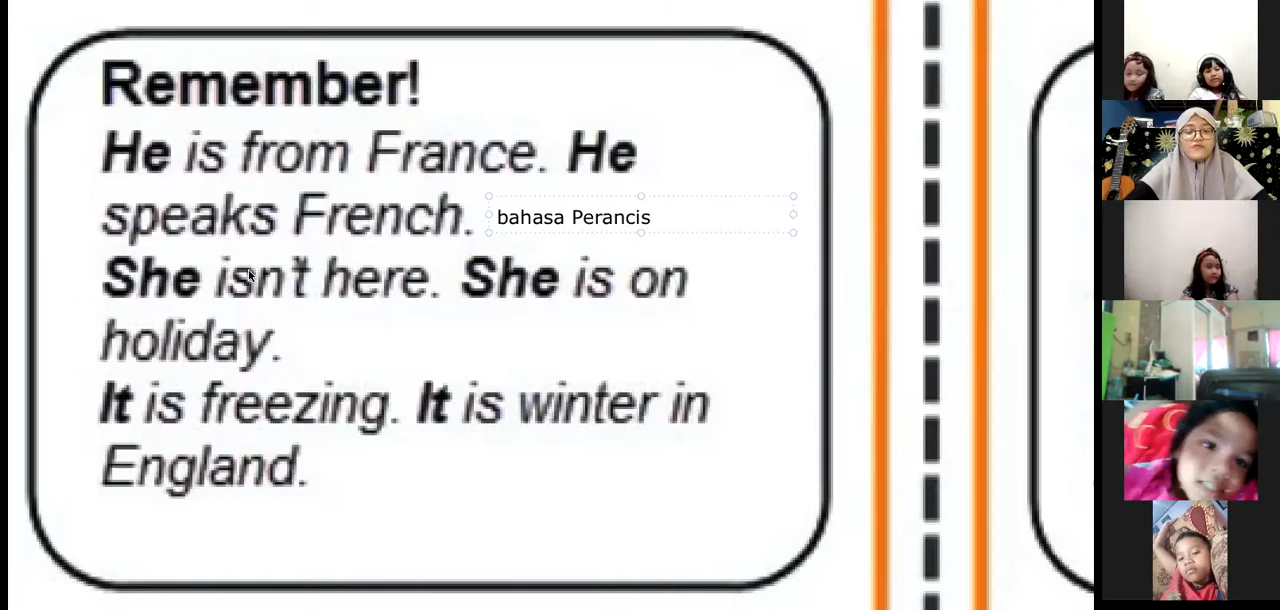 Remember!
He is from France. He
speaks French. bahasa Perancis
She isn't here. She is on
holiday.
It is freezing. It is winter in
England.